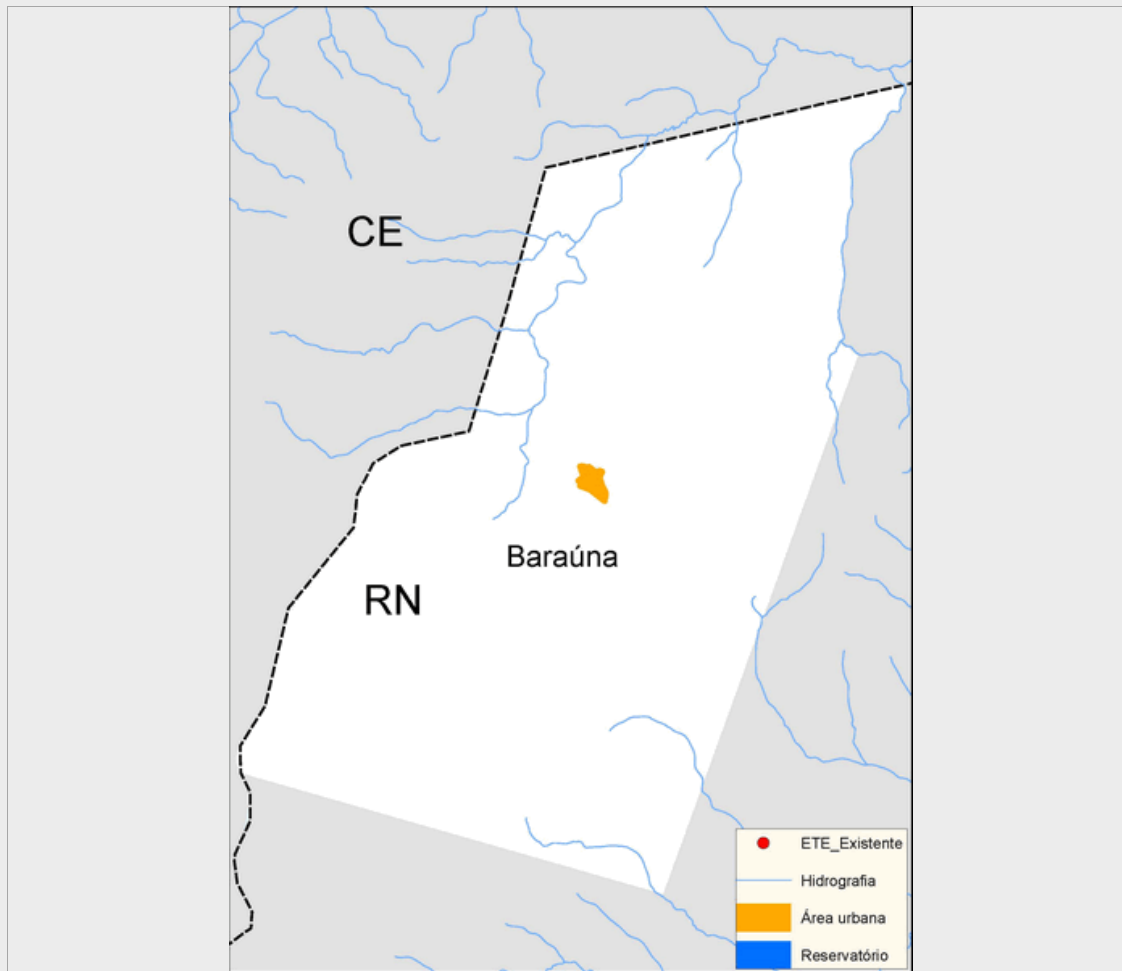 CE
Baraúna
RN
ETE_Existente
Hidrografia
Área urbana
Reservatório